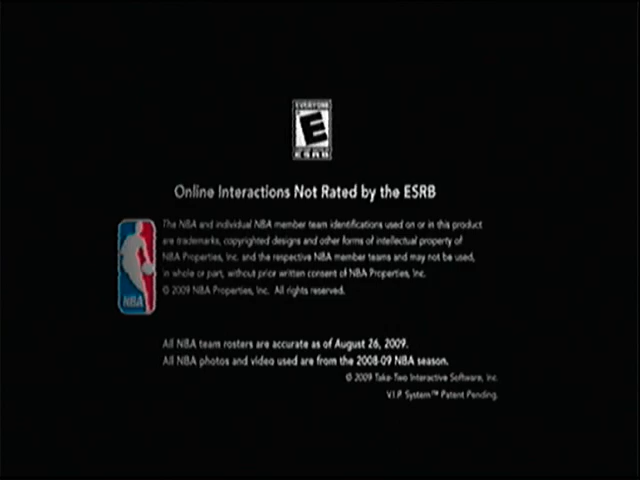 EVERYONE
E
ESRB
Online Interactions Not Rated by the ESRB
The NBA and individual NBA member team identifications used on or in this product
are trademarks, copyrighted designs and other forms of intellectual property of
NBA Properties, Inc. and the respective NBA member teams and may not be used,
in whole or part, without prior written consent of NBA Properties, Inc.
© 2009 NBA Properties, Inc. All rights reserved.
NBA
All NBA team rosters are accurate as of August 26, 2009.
All NBA photos and video used are from the 2008-09 NBA season.
© 2009 Take-Two Interactive Software, Inc.
V.I.P. System™ Patent Pending.